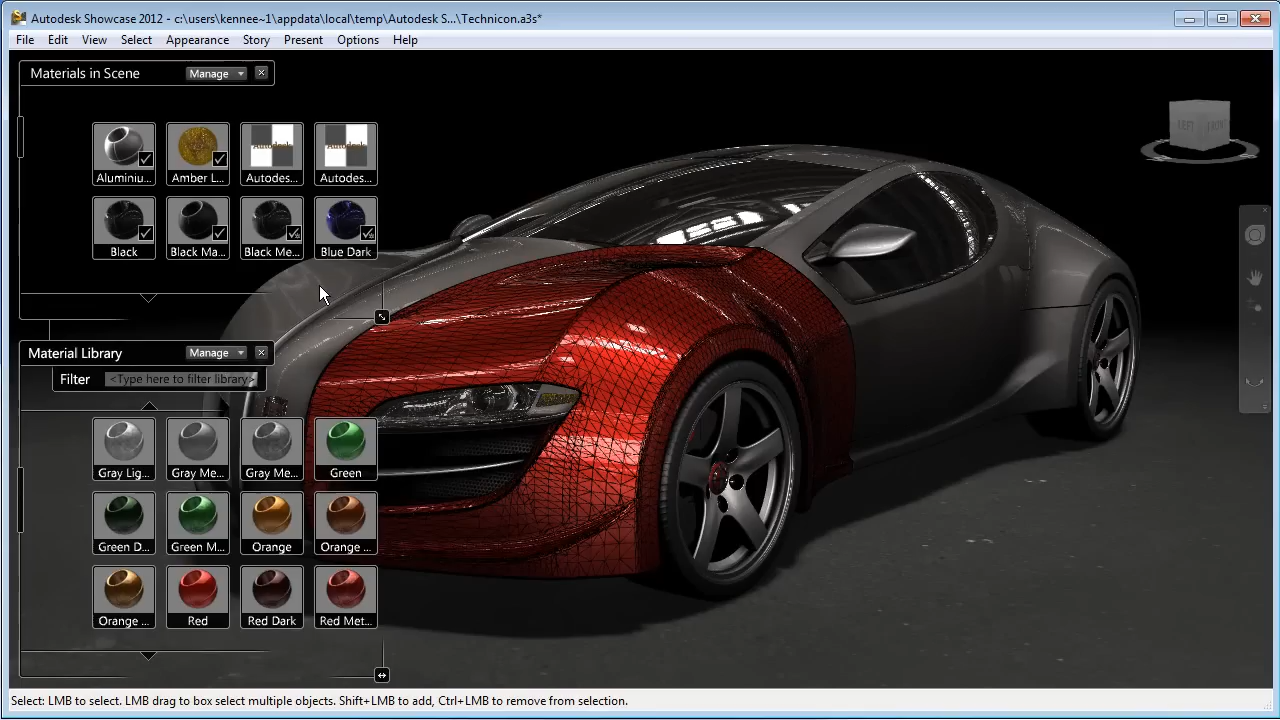 Autodesk Showcase 2012 - c:\users\kennee~1\appdata\local\temp\Autodesk S...\Technicon.a3s*
File Edit View Select Appearance Story Present Options Help
Materials in Scene Manage
Aluminiu... Amber L... Autodes... Autodes...
Black Black Ma... Black Me... Blue Dark
Material Library Manage
Filter <Type here to filter library>
Gray Lig... Gray Me... Gray Me... Green
Green D... Green M... Orange Orange ...
Orange ... Red Red Dark Red Met...
LEFT FRONT
Select: LMB to select. LMB drag to box select multiple objects. Shift+LMB to add, Ctrl+LMB to remove from selection.